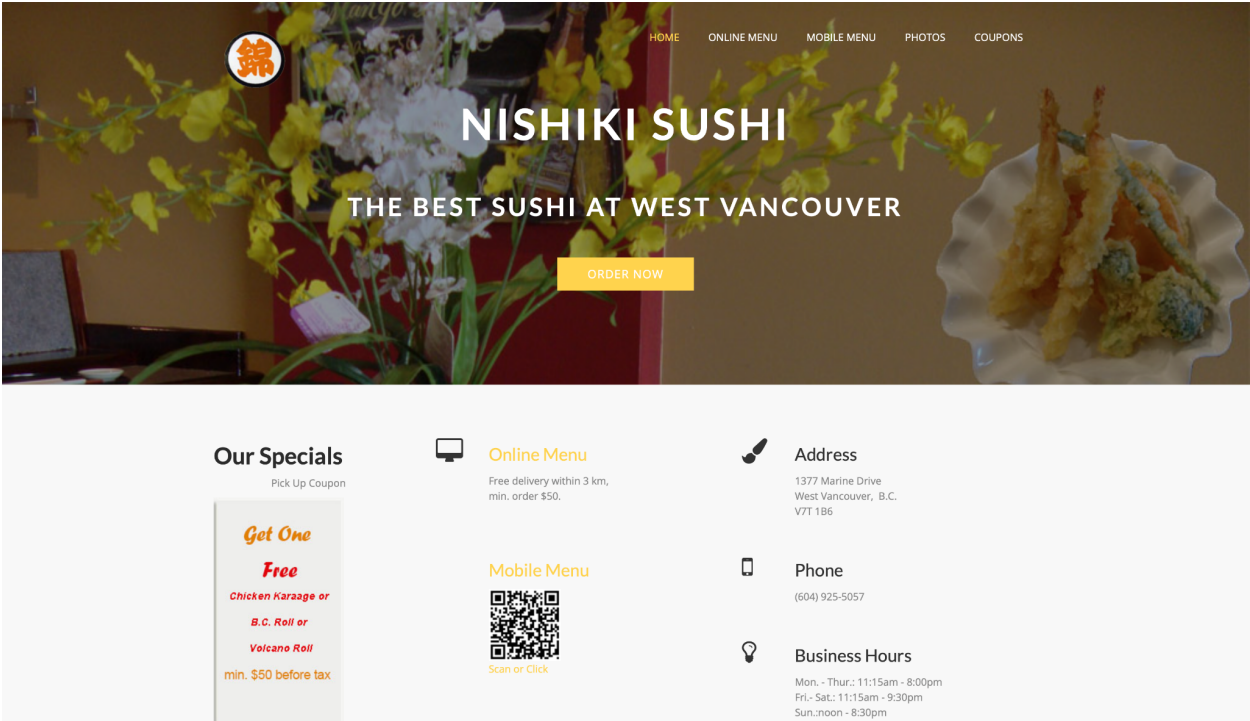 錦
HOME ONLINE MENU MOBILE MENU PHOTOS COUPONS
NISHIKI SUSHI
THE BEST SUSHI AT WEST VANCOUVER
ORDER NOW
Our Specials
Pick Up Coupon
Get One
Free
Chicken Karaage or
B.C. Roll or
Volcano Roll
min. $50 before tax
Online Menu
Free delivery within 3 km,
min. order $50.
Mobile Menu
Scan or Click
Address
1377 Marine Drive
West Vancouver, B.C.
V7T 1B6
Phone
(604) 925-5057
Business Hours
Mon. - Thur.: 11:15am - 8:00pm
Fri.- Sat.: 11:15am - 9:30pm
Sun.:noon - 8:30pm